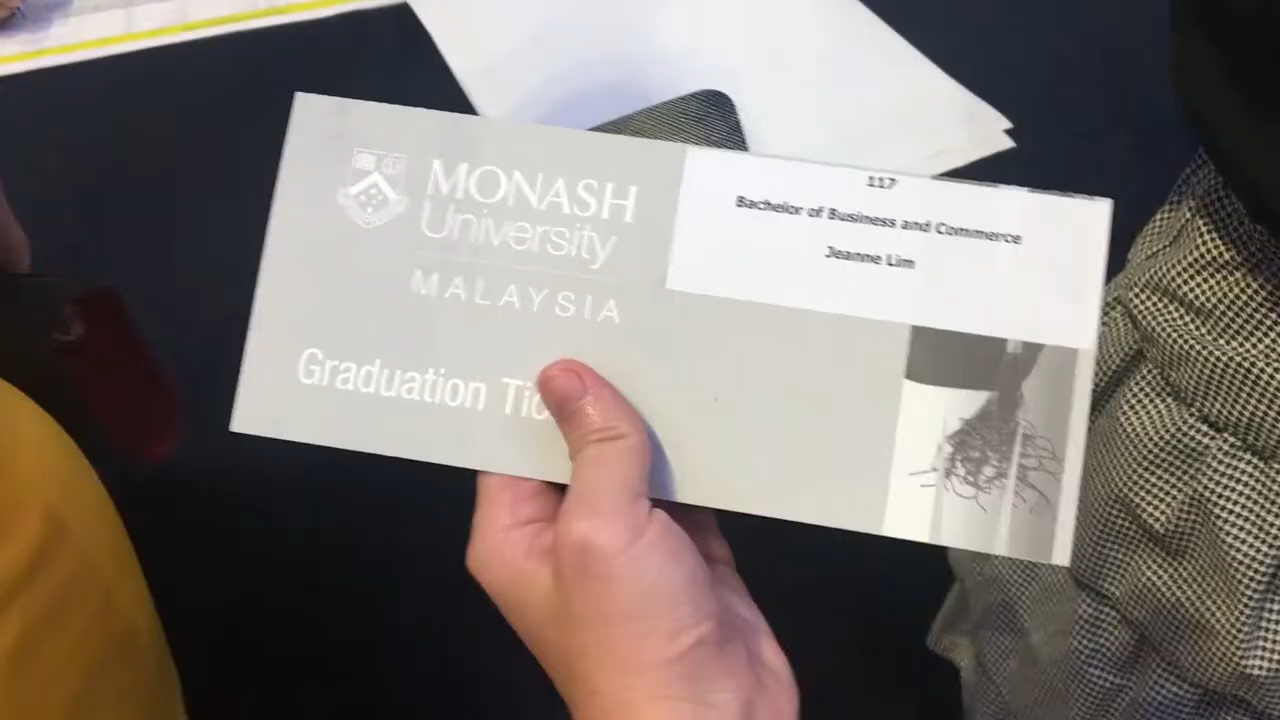 MONASH
University
MALAYSIA
Graduation Tic
117
Bachelor of Business and Commerce
Jeanne Lim